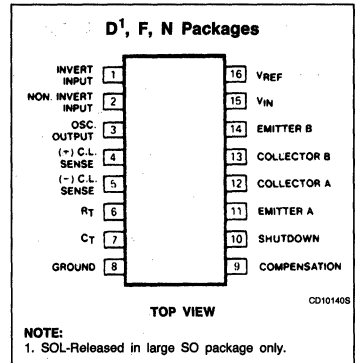 D1, F, N Packages
INVERT
INPUT
1
NON. INVERT
INPUT
2
OSC.
OUTPUT
3
(+) C.L.
SENSE
4
(−) C.L.
SENSE
5
RT
6
CT
7
GROUND
8
16
VREF
15
VIN
14
EMITTER B
13
COLLECTOR B
12
COLLECTOR A
11
EMITTER A
10
SHUTDOWN
9
COMPENSATION
TOP VIEW
CD10140S
NOTE:
1. SOL-Released in large SO package only.